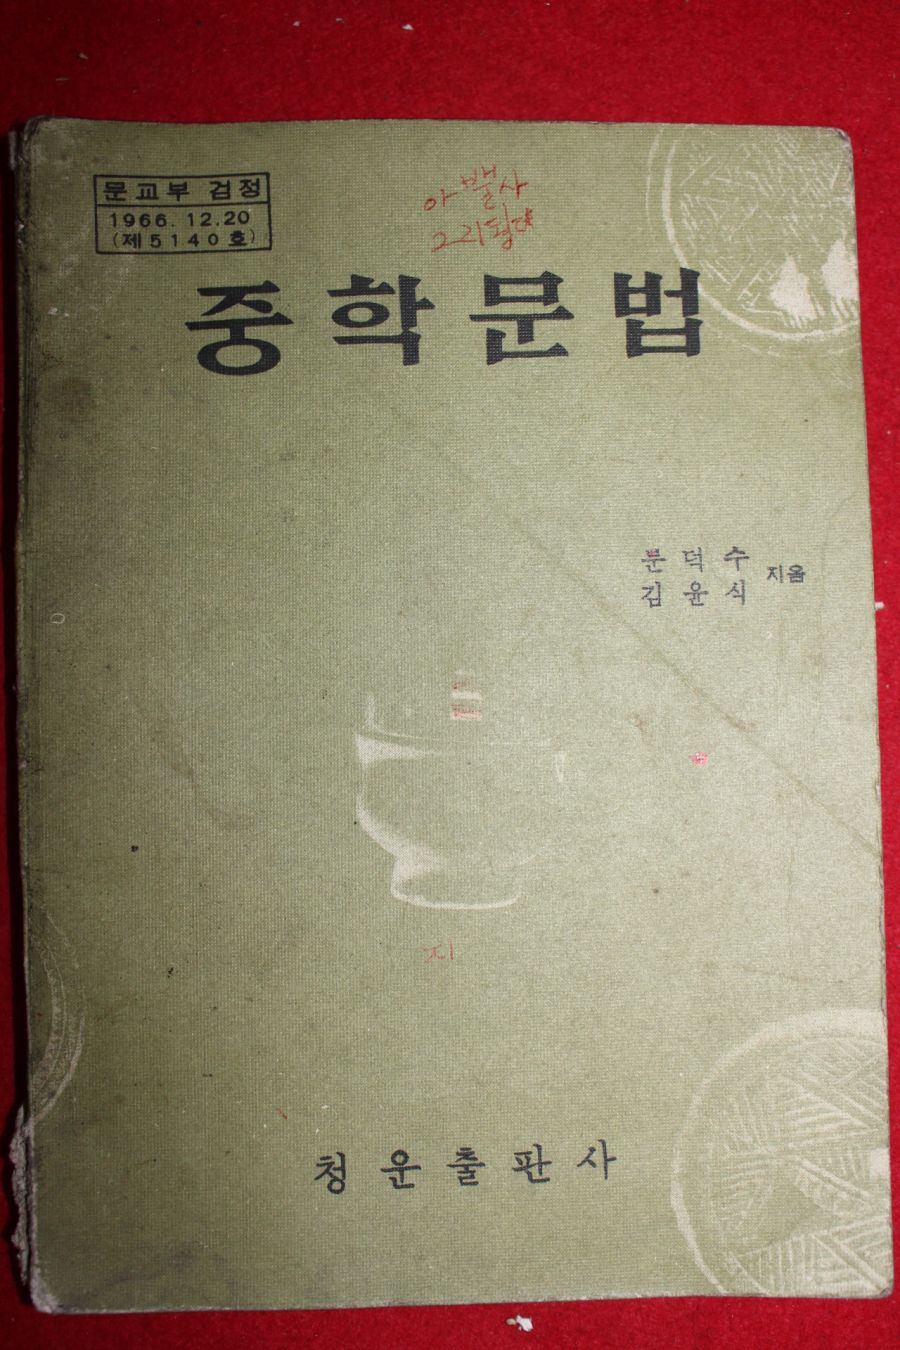 문교부 검정
1966. 12. 20
(제5140호)
중학문법
문덕수
김윤식
지음
지
청운출판사